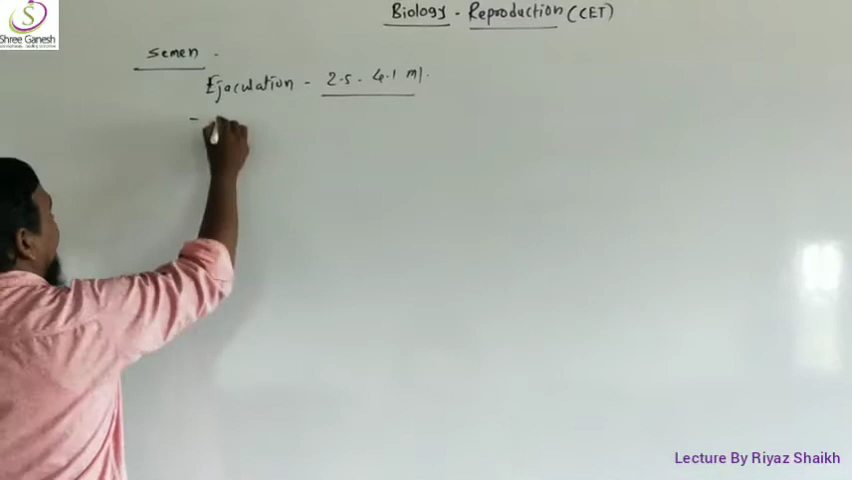 Biology - Reproduction (CET)
Shree Ganesh
Semen -
Ejaculation - 2.5 - 4.1 ml.
-
Lecture By Riyaz Shaikh